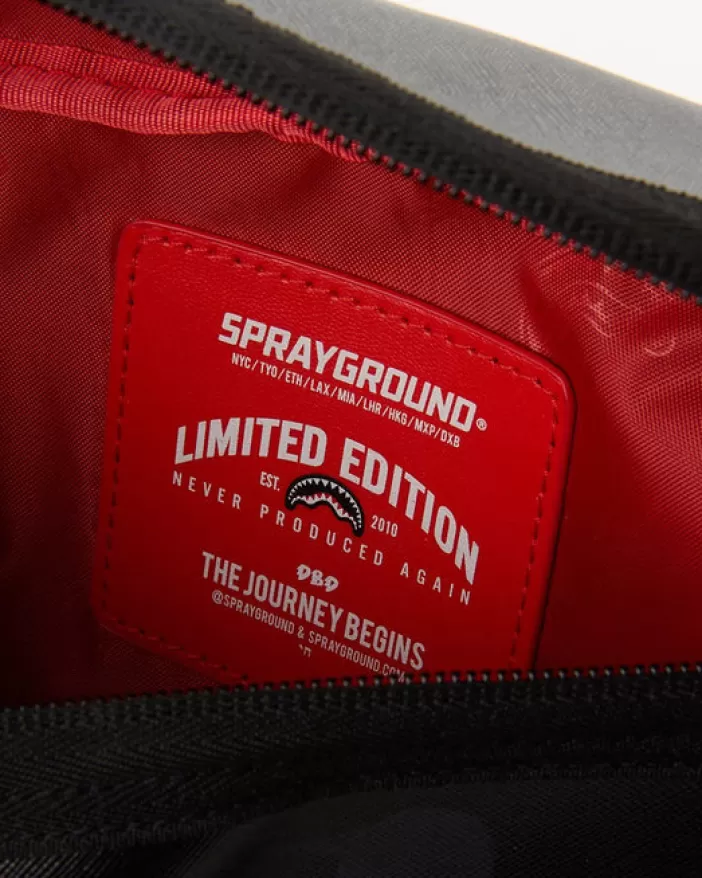 SPRAYGROUND®
NYC/TYO/ETH/LAX/MIA/LHR/HKG/MXP/DXB
LIMITED EDITION
EST. 2010
NEVER PRODUCED AGAIN
DBD
THE JOURNEY BEGINS
@SPRAYGROUND & SPRAYGROUND.COM